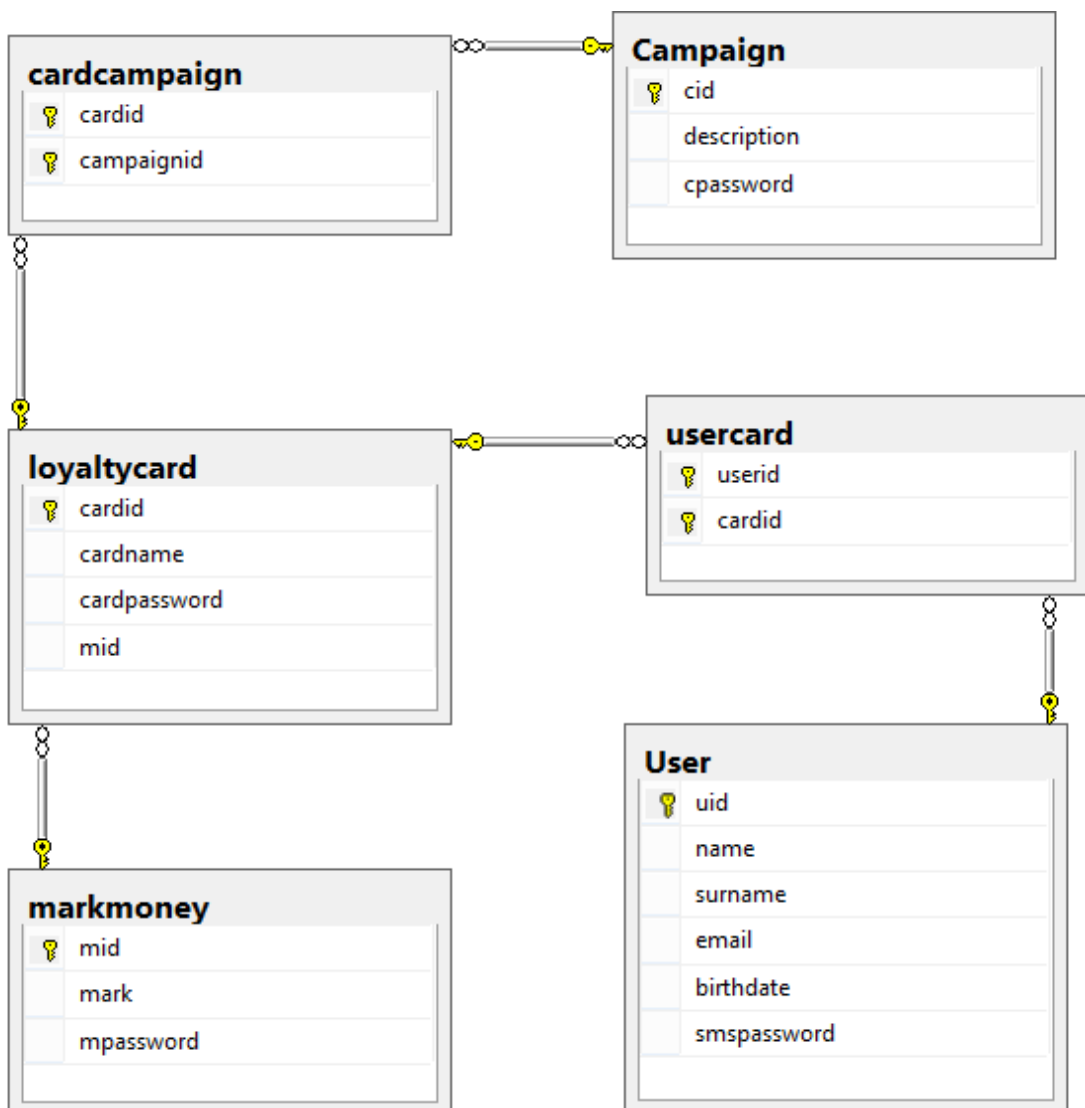 cardcampaign
cardid
campaignid
Campaign
cid
description
cpassword
loyaltycard
cardid
cardname
cardpassword
mid
usercard
userid
cardid
markmoney
mid
mark
mpassword
User
uid
name
surname
email
birthdate
smspassword